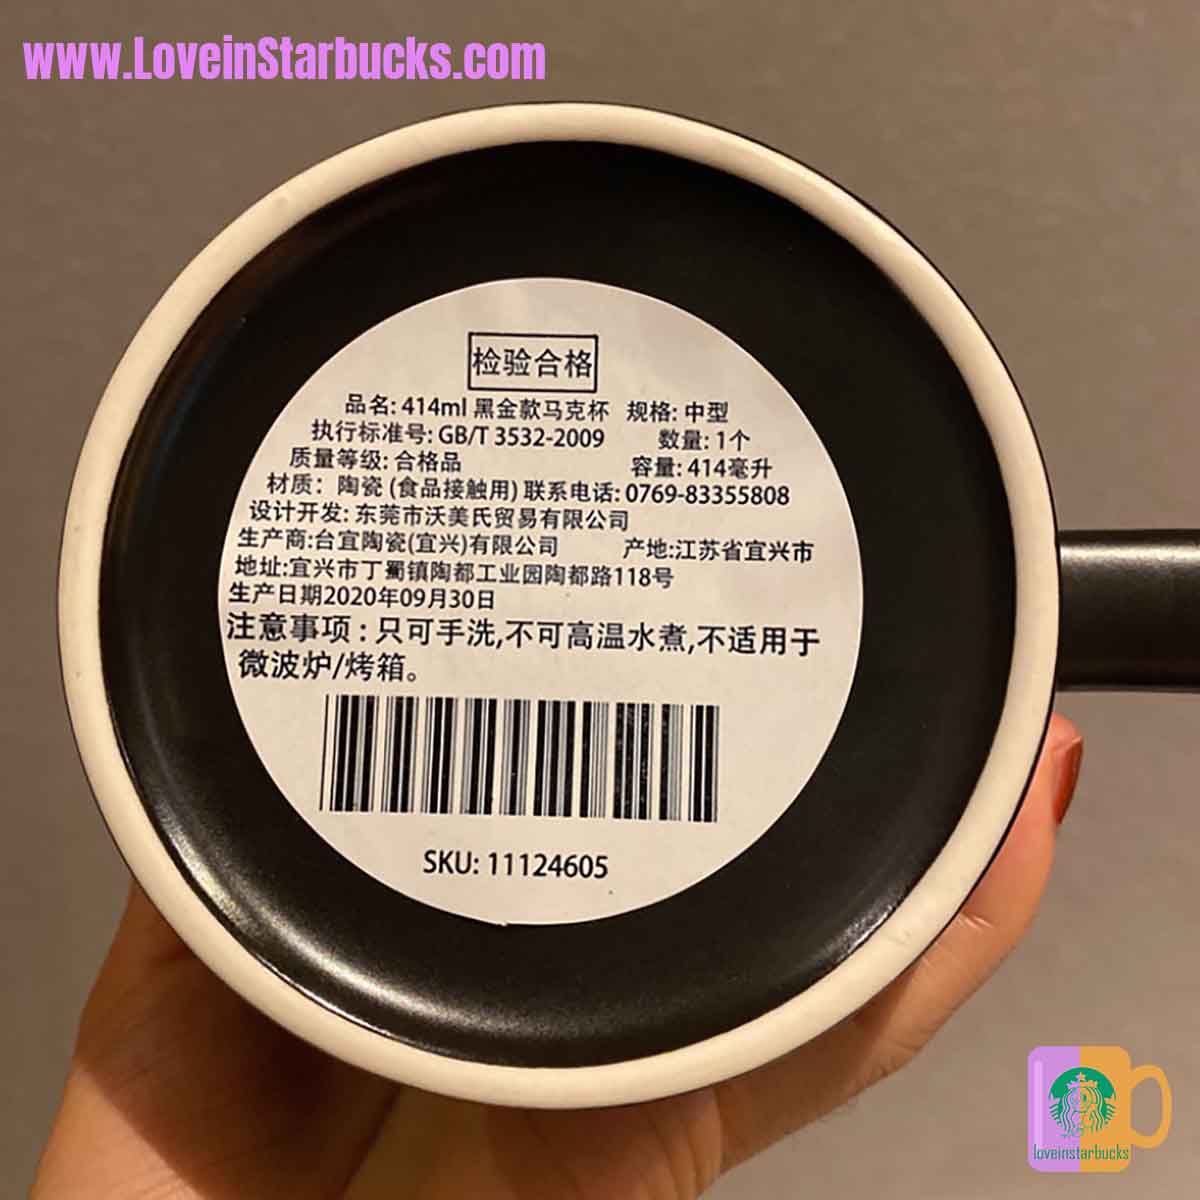 www.LoveinStarbucks.com
检验合格
品名: 414ml 黑金款马克杯 规格: 中型
执行标准号: GB/T 3532-2009 数量: 1个
质量等级: 合格品 容量: 414毫升
材质: 陶瓷 (食品接触用) 联系电话: 0769-83355808
设计开发: 东莞市沃美氏贸易有限公司
生产商:台宜陶瓷(宜兴)有限公司 产地:江苏省宜兴市
地址:宜兴市丁蜀镇陶都工业园陶都路118号
生产日期2020年09月30日
注意事项:只可手洗,不可高温水煮,不适用于
微波炉/烤箱。
SKU: 11124605
loveinstarbucks